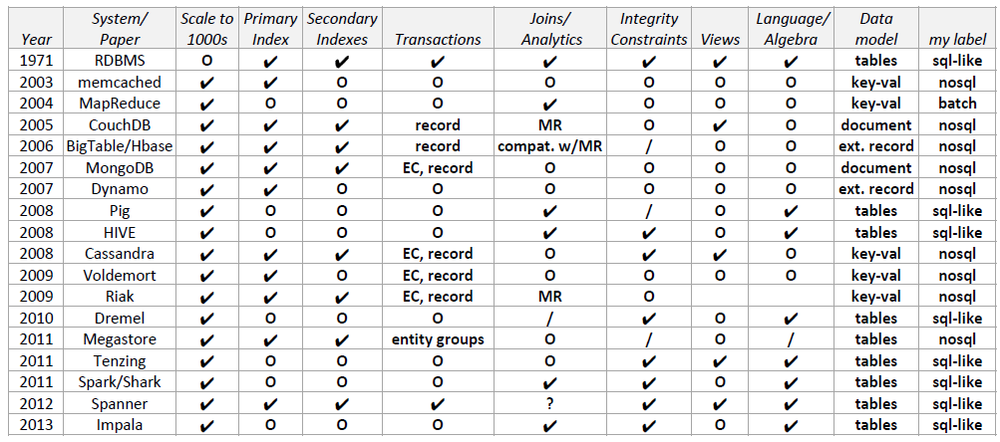 Year System/ Paper Scale to 1000s Primary Index Secondary Indexes Transactions Joins/ Analytics Integrity Constraints Views Language/ Algebra Data model my label
1971 RDBMS O ✔ ✔ ✔ ✔ ✔ ✔ ✔ tables sql-like
2003 memcached ✔ ✔ O O O O O O key-val nosql
2004 MapReduce ✔ O O O ✔ O O O key-val batch
2005 CouchDB ✔ ✔ ✔ record MR O ✔ O document nosql
2006 BigTable/Hbase ✔ ✔ ✔ record compat. w/MR / O O ext. record nosql
2007 MongoDB ✔ ✔ ✔ EC, record O O O O document nosql
2007 Dynamo ✔ ✔ O O O O O O ext. record nosql
2008 Pig ✔ O O O ✔ / O ✔ tables sql-like
2008 HIVE ✔ O O O ✔ ✔ O ✔ tables sql-like
2008 Cassandra ✔ ✔ ✔ EC, record O ✔ ✔ O key-val nosql
2009 Voldemort ✔ ✔ O EC, record O O O O key-val nosql
2009 Riak ✔ ✔ ✔ EC, record MR O key-val nosql
2010 Dremel ✔ O O O / ✔ O ✔ tables sql-like
2011 Megastore ✔ ✔ ✔ entity groups O / O / tables nosql
2011 Tenzing ✔ O O O O ✔ ✔ ✔ tables sql-like
2011 Spark/Shark ✔ O O O ✔ ✔ O ✔ tables sql-like
2012 Spanner ✔ ✔ ✔ ✔ ? ✔ ✔ ✔ tables sql-like
2013 Impala ✔ O O O ✔ ✔ O ✔ tables sql-like